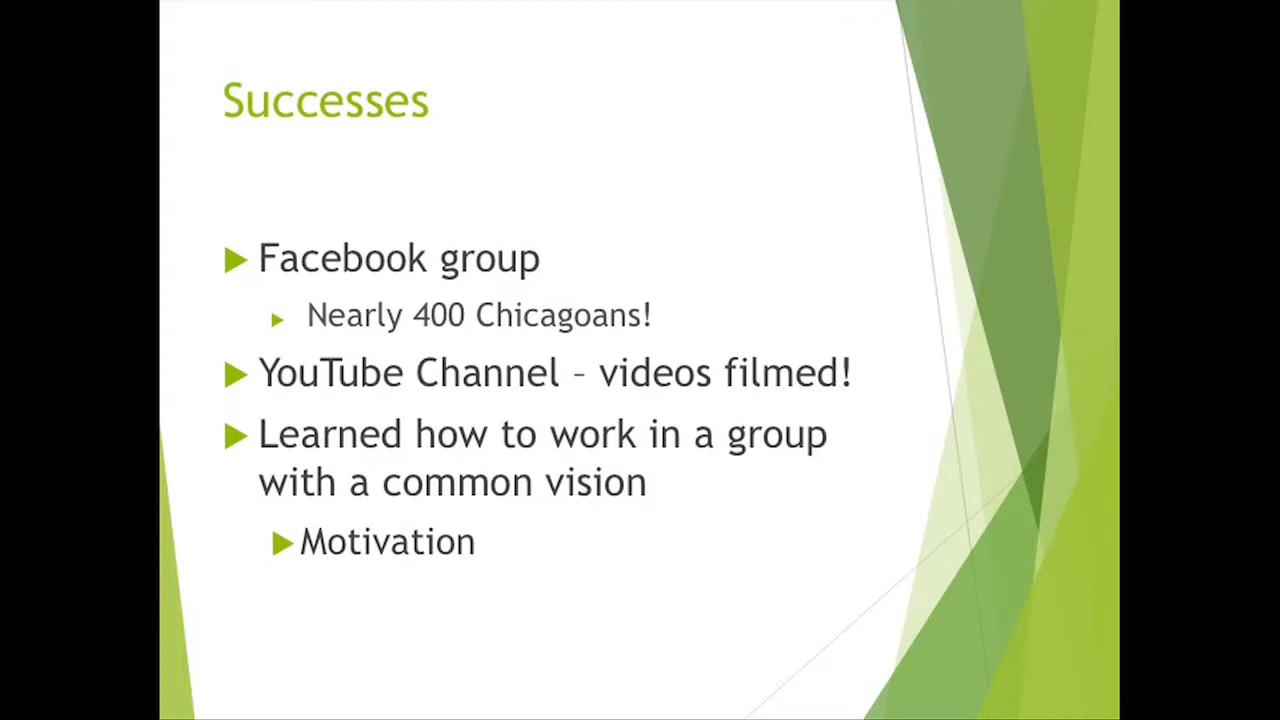 Successes
Facebook group
Nearly 400 Chicagoans!
YouTube Channel – videos filmed!
Learned how to work in a group
with a common vision
Motivation